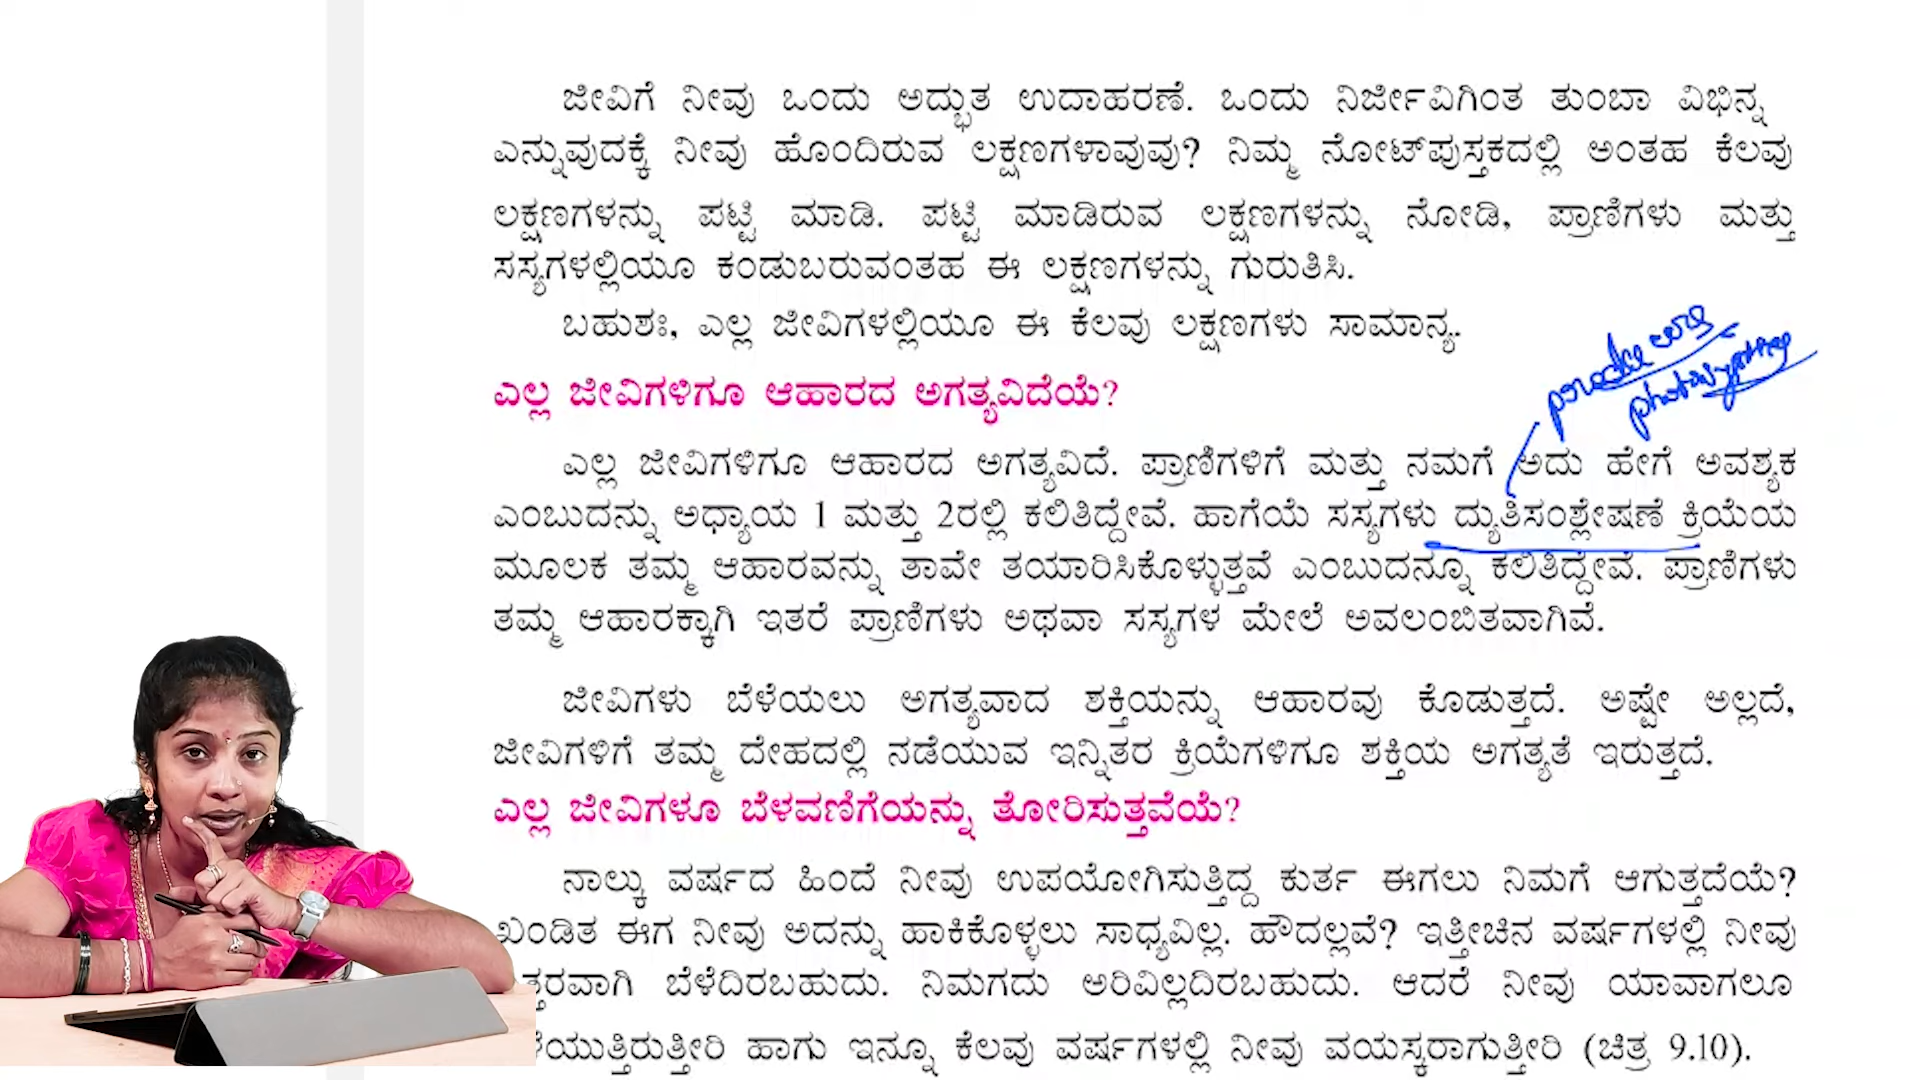 ಜೀವಿಗೆ ನೀವು ಒಂದು ಅದ್ಭುತ ಉದಾಹರಣೆ. ಒಂದು ನಿರ್ಜೀವಿಗಿಂತ ತುಂಬಾ ವಿಭಿನ್ನ
ಎನ್ನುವುದಕ್ಕೆ ನೀವು ಹೊಂದಿರುವ ಲಕ್ಷಣಗಳಾವುವು? ನಿಮ್ಮ ನೋಟ್‌ಪುಸ್ತಕದಲ್ಲಿ ಅಂತಹ ಕೆಲವು
ಲಕ್ಷಣಗಳನ್ನು ಪಟ್ಟಿ ಮಾಡಿ. ಪಟ್ಟಿ ಮಾಡಿರುವ ಲಕ್ಷಣಗಳನ್ನು ನೋಡಿ, ಪ್ರಾಣಿಗಳು ಮತ್ತು
ಸಸ್ಯಗಳಲ್ಲಿಯೂ ಕಂಡುಬರುವಂತಹ ಈ ಲಕ್ಷಣಗಳನ್ನು ಗುರುತಿಸಿ.
ಬಹುಶಃ, ಎಲ್ಲ ಜೀವಿಗಳಲ್ಲಿಯೂ ಈ ಕೆಲವು ಲಕ್ಷಣಗಳು ಸಾಮಾನ್ಯ.
ಎಲ್ಲ ಜೀವಿಗಳಿಗೂ ಆಹಾರದ ಅಗತ್ಯವಿದೆಯೆ?
ಎಲ್ಲ ಜೀವಿಗಳಿಗೂ ಆಹಾರದ ಅಗತ್ಯವಿದೆ. ಪ್ರಾಣಿಗಳಿಗೆ ಮತ್ತು ನಮಗೆ ಅದು ಹೇಗೆ ಅವಶ್ಯಕ
ಎಂಬುದನ್ನು ಅಧ್ಯಾಯ 1 ಮತ್ತು 2ರಲ್ಲಿ ಕಲಿತಿದ್ದೇವೆ. ಹಾಗೆಯೆ ಸಸ್ಯಗಳು ದ್ಯುತಿಸಂಶ್ಲೇಷಣೆ ಕ್ರಿಯೆಯ
ಮೂಲಕ ತಮ್ಮ ಆಹಾರವನ್ನು ತಾವೇ ತಯಾರಿಸಿಕೊಳ್ಳುತ್ತವೆ ಎಂಬುದನ್ನೂ ಕಲಿತಿದ್ದೇವೆ. ಪ್ರಾಣಿಗಳು
ತಮ್ಮ ಆಹಾರಕ್ಕಾಗಿ ಇತರೆ ಪ್ರಾಣಿಗಳು ಅಥವಾ ಸಸ್ಯಗಳ ಮೇಲೆ ಅವಲಂಬಿತವಾಗಿವೆ.
ಜೀವಿಗಳು ಬೆಳೆಯಲು ಅಗತ್ಯವಾದ ಶಕ್ತಿಯನ್ನು ಆಹಾರವು ಕೊಡುತ್ತದೆ. ಅಷ್ಟೇ ಅಲ್ಲದೆ,
ಜೀವಿಗಳಿಗೆ ತಮ್ಮ ದೇಹದಲ್ಲಿ ನಡೆಯುವ ಇನ್ನಿತರ ಕ್ರಿಯೆಗಳಿಗೂ ಶಕ್ತಿಯ ಅಗತ್ಯತೆ ಇರುತ್ತದೆ.
ಎಲ್ಲ ಜೀವಿಗಳೂ ಬೆಳವಣಿಗೆಯನ್ನು ತೋರಿಸುತ್ತವೆಯೆ?
ನಾಲ್ಕು ವರ್ಷದ ಹಿಂದೆ ನೀವು ಉಪಯೋಗಿಸುತ್ತಿದ್ದ ಕುರ್ತ ಈಗಲು ನಿಮಗೆ ಆಗುತ್ತದೆಯೆ?
ಖಂಡಿತ ಈಗ ನೀವು ಅದನ್ನು ಹಾಕಿಕೊಳ್ಳಲು ಸಾಧ್ಯವಿಲ್ಲ. ಹೌದಲ್ಲವೆ? ಇತ್ತೀಚಿನ ವರ್ಷಗಳಲ್ಲಿ ನೀವು
ಬೆಳೆದಿರಬಹುದು. ನಿಮಗದು ಅರಿವಿಲ್ಲದಿರಬಹುದು. ಆದರೆ ನೀವು ಯಾವಾಗಲೂ
ಹಾಗು ಇನ್ನೂ ಕೆಲವು ವರ್ಷಗಳಲ್ಲಿ ನೀವು ವಯಸ್ಕರಾಗುತ್ತೀರಿ (ಚಿತ್ರ 9.10).